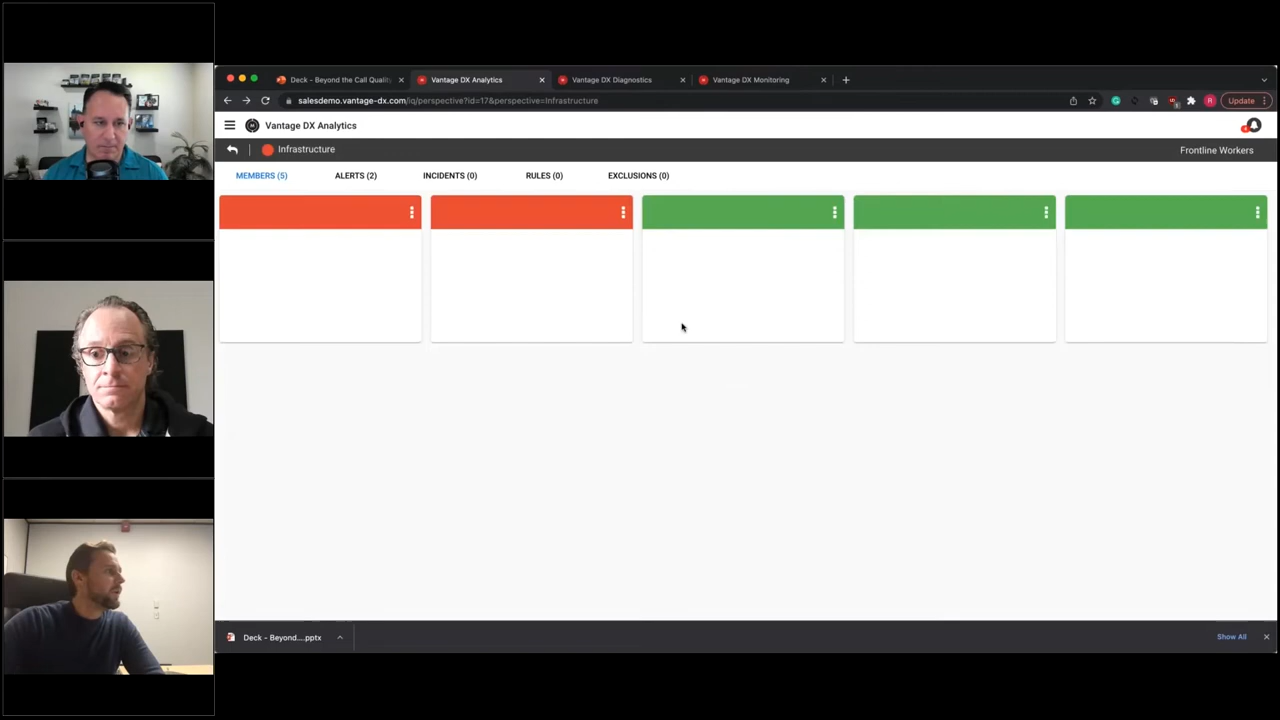 Deck - Beyond the Call Quality
Vantage DX Analytics
Vantage DX Diagnostics
Vantage DX Monitoring
salesdemo.vantage-dx.com/iq/perspective?id=17&perspective=Infrastructure
R
Update
Vantage DX Analytics
Infrastructure
Frontline Workers
MEMBERS (5)
ALERTS (2)
INCIDENTS (0)
RULES (0)
EXCLUSIONS (0)
Deck - Beyond....pptx
Show All